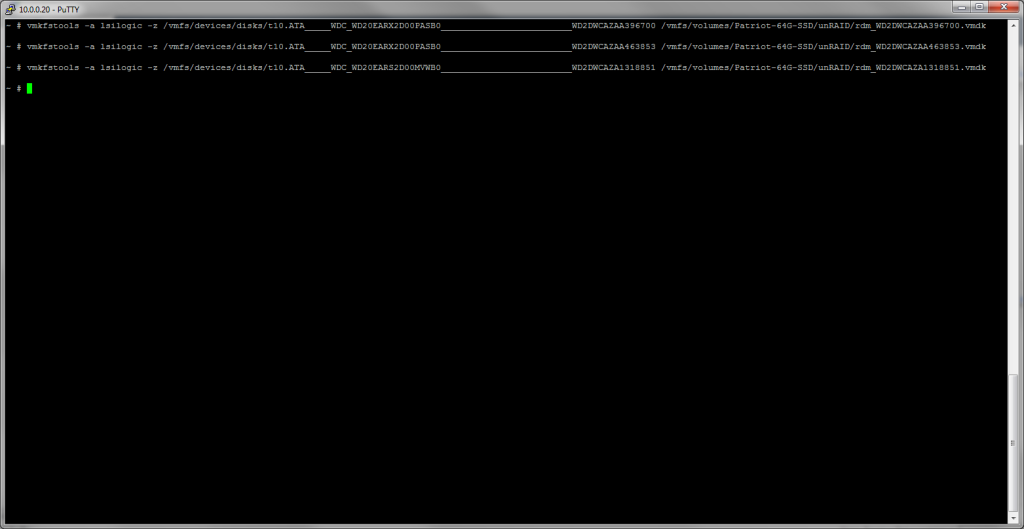 10.0.0.20 - PuTTY
~ # vmkfstools -a lsilogic -z /vmfs/devices/disks/t10.ATA_____WDC_WD20EARX2D00PASB0_________________________WD2DWCAZAA396700 /vmfs/volumes/Patriot-64G-SSD/unRAID/rdm_WD2DWCAZAA396700.vmdk
~ # vmkfstools -a lsilogic -z /vmfs/devices/disks/t10.ATA_____WDC_WD20EARX2D00PASB0_________________________WD2DWCAZAA463853 /vmfs/volumes/Patriot-64G-SSD/unRAID/rdm_WD2DWCAZAA463853.vmdk
~ # vmkfstools -a lsilogic -z /vmfs/devices/disks/t10.ATA_____WDC_WD20EARS2D00MVWB0_________________________WD2DWCAZA1318851 /vmfs/volumes/Patriot-64G-SSD/unRAID/rdm_WD2DWCAZA1318851.vmdk
~ #